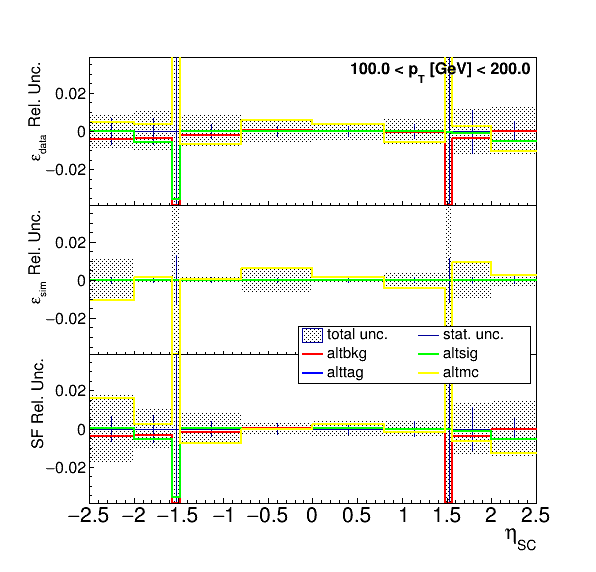 100.0 < p_T [GeV] < 200.0
ε_data Rel. Unc.
0.02
0
−0.02
ε_sim Rel. Unc.
0.02
0
−0.02
total unc. stat. unc.
altbkg altsig
alttag altmc
SF Rel. Unc.
0.02
0
−0.02
−2.5 −2 −1.5 −1 −0.5 0 0.5 1 1.5 2 2.5
η_SC